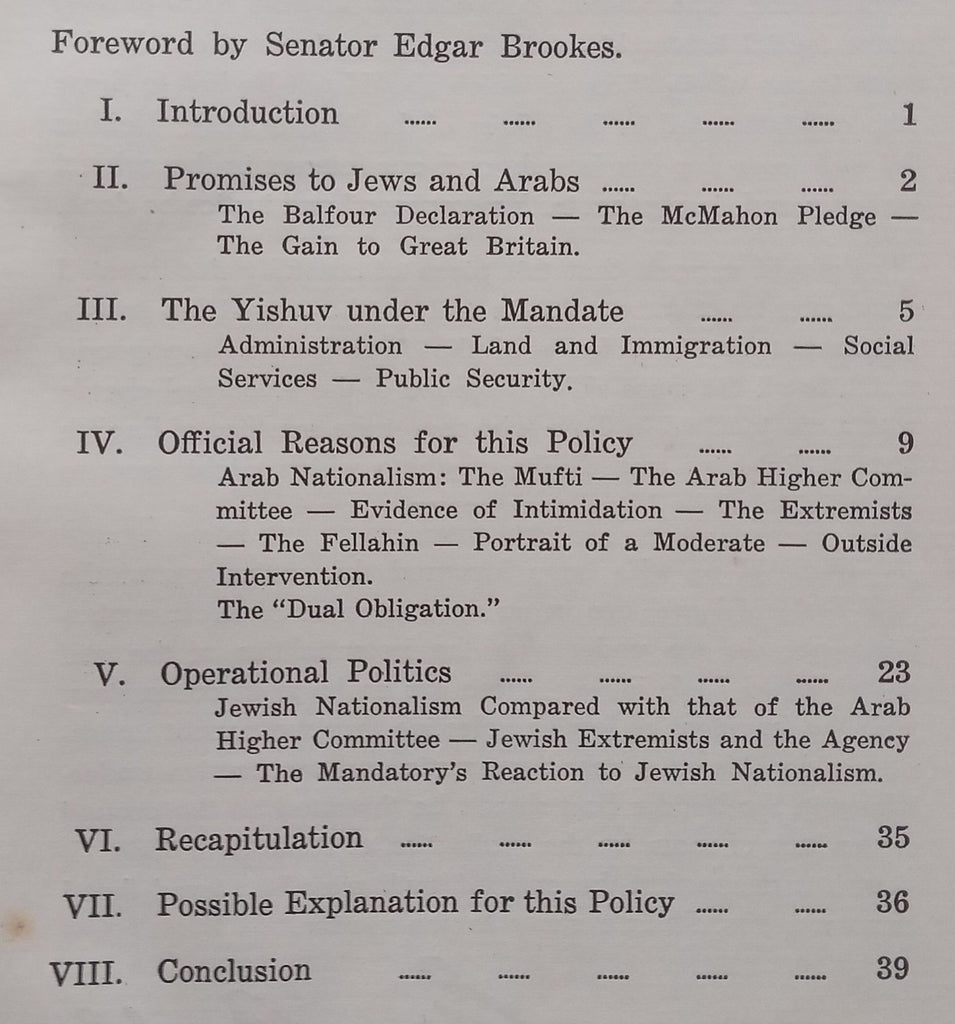 Foreword by Senator Edgar Brookes.
I. Introduction ...... ...... ...... ...... ...... 1
II. Promises to Jews and Arabs ...... ...... ...... 2
The Balfour Declaration — The McMahon Pledge —
The Gain to Great Britain.
III. The Yishuv under the Mandate ...... ...... 5
Administration — Land and Immigration — Social
Services — Public Security.
IV. Official Reasons for this Policy ...... ...... 9
Arab Nationalism: The Mufti — The Arab Higher Com-
mittee — Evidence of Intimidation — The Extremists
— The Fellahin — Portrait of a Moderate — Outside
Intervention.
The “Dual Obligation.”
V. Operational Politics ...... ...... ...... ...... 23
Jewish Nationalism Compared with that of the Arab
Higher Committee — Jewish Extremists and the Agency
— The Mandatory’s Reaction to Jewish Nationalism.
VI. Recapitulation ...... ...... ...... ...... ...... 35
VII. Possible Explanation for this Policy ...... ...... 36
VIII. Conclusion ...... ...... ...... ...... ...... 39